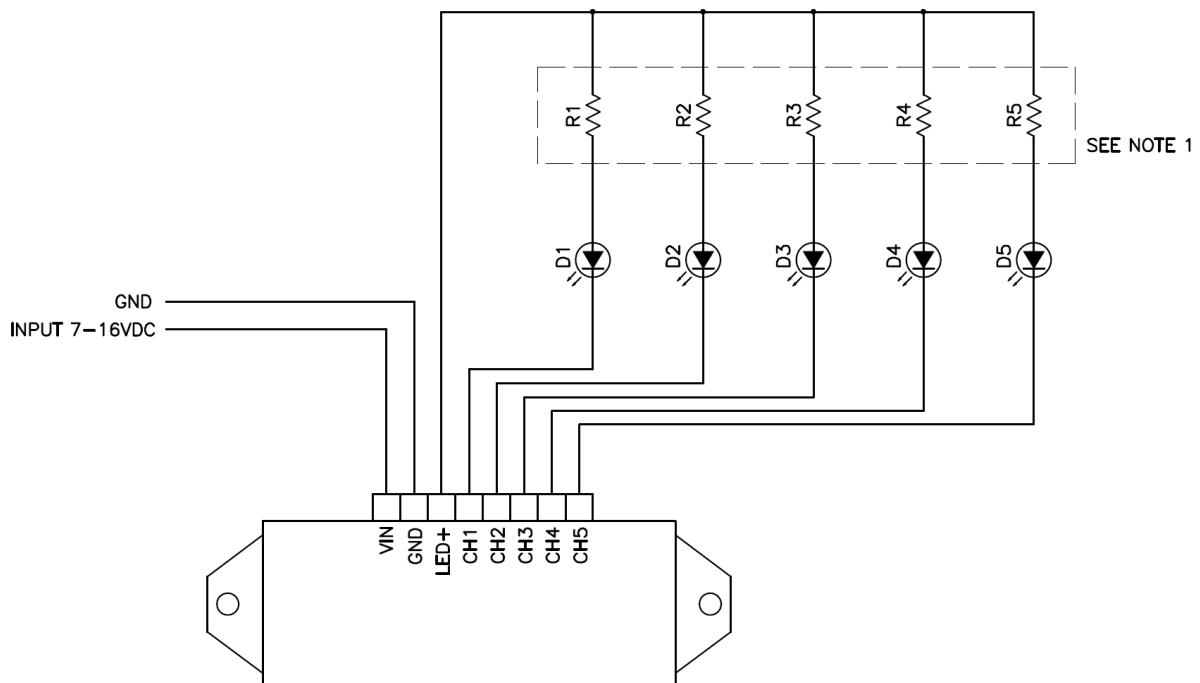 R1
R2
R3
R4
R5
SEE NOTE 1
D1
D2
D3
D4
D5
GND
INPUT 7-16VDC
VIN
GND
LED+
CH1
CH2
CH3
CH4
CH5